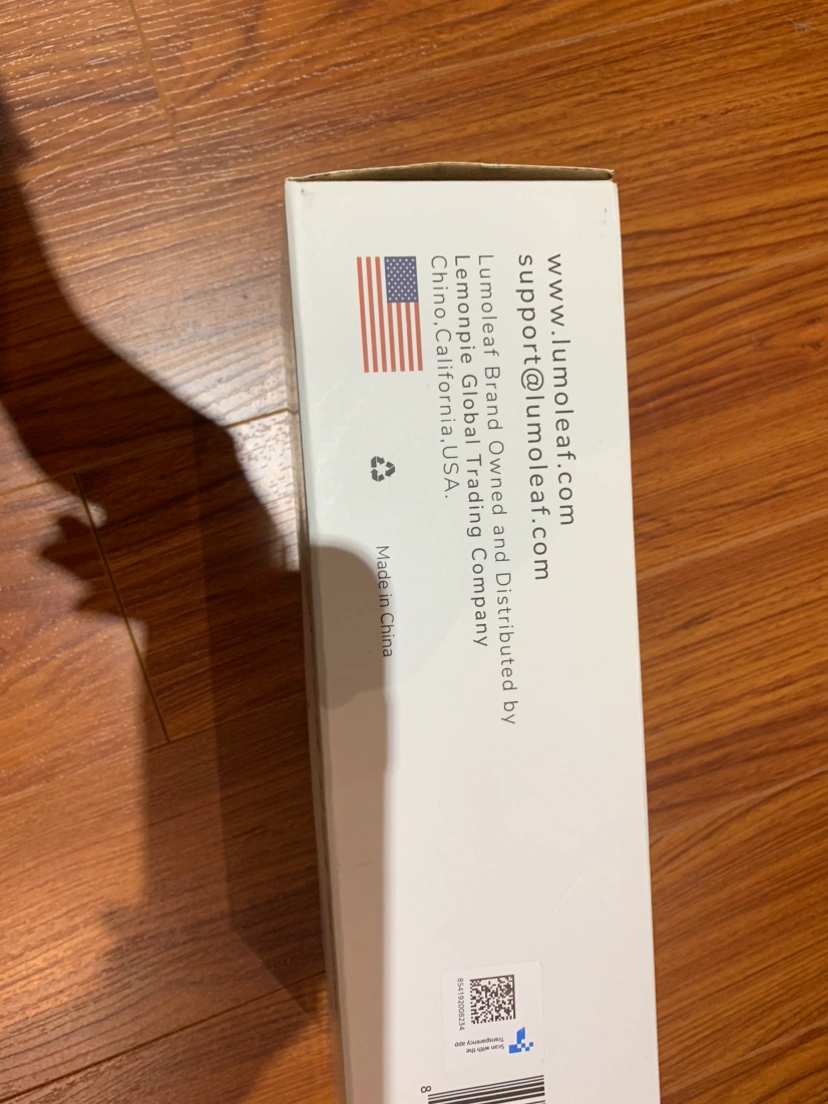 www.lumoleaf.com
support@lumoleaf.com
Lumoleaf Brand Owned and Distributed by
Lemonpie Global Trading Company
Chino,California,USA.
Made in China
854192008234
Scan with the
Transparency app
8